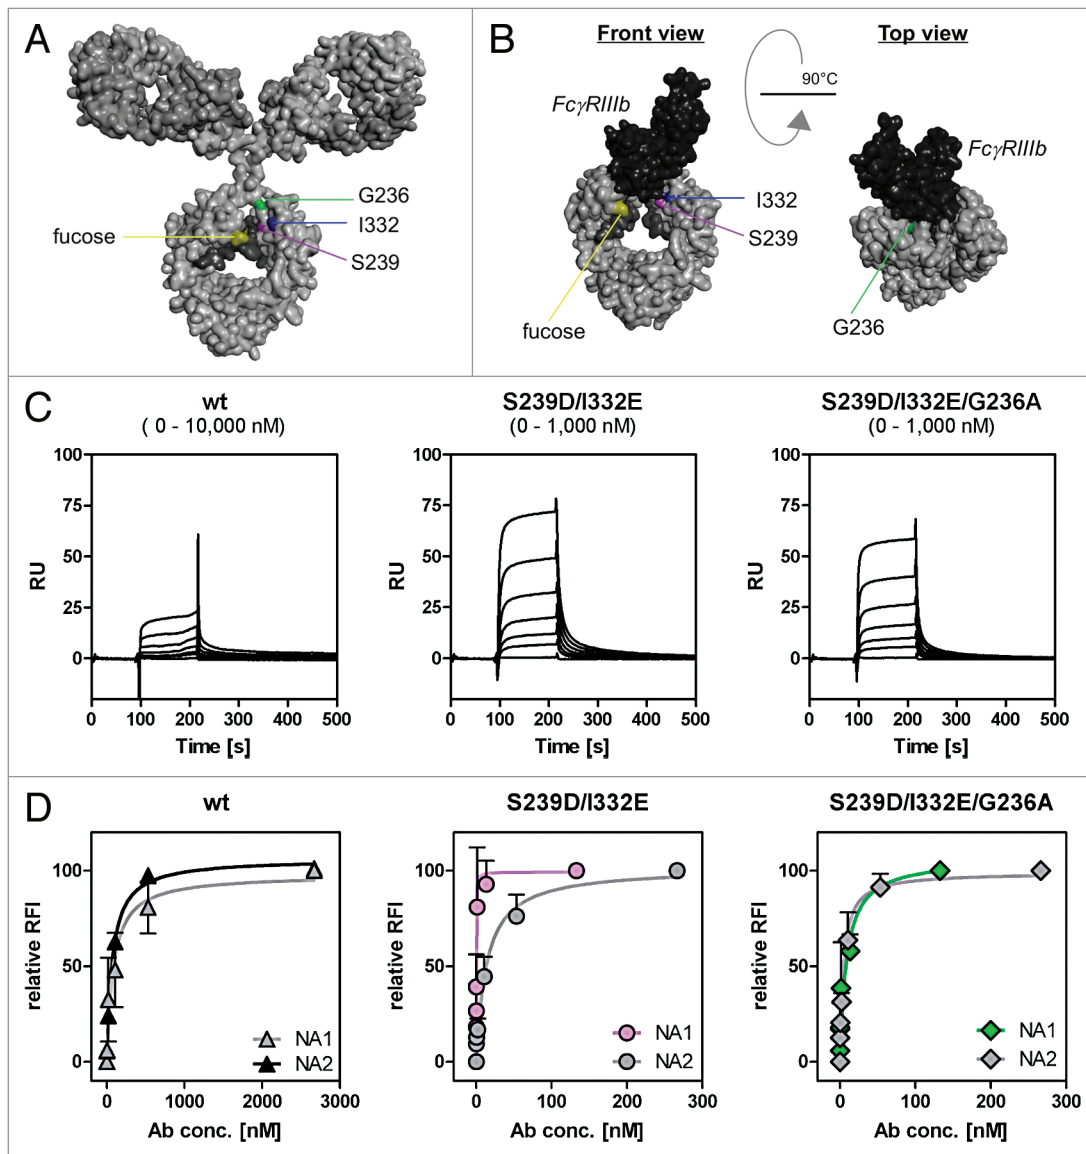 A
G236
I332
S239
fucose
B
Front view
Top view
90°C
FcγRIIIb
FcγRIIIb
I332
S239
fucose
G236
C
wt
( 0 - 10,000 nM)
S239D/I332E
(0 - 1,000 nM)
S239D/I332E/G236A
(0 - 1,000 nM)
100
75
50
25
0
RU
0 100 200 300 400 500
Time [s]
100
75
50
25
0
RU
0 100 200 300 400 500
Time [s]
100
75
50
25
0
RU
0 100 200 300 400 500
Time [s]
D
wt
S239D/I332E
S239D/I332E/G236A
100
50
0
relative RFI
NA1
NA2
0 1000 2000 3000
Ab conc. [nM]
100
50
0
relative RFI
NA1
NA2
0 100 200 300
Ab conc. [nM]
100
50
0
relative RFI
NA1
NA2
0 100 200 300
Ab conc. [nM]